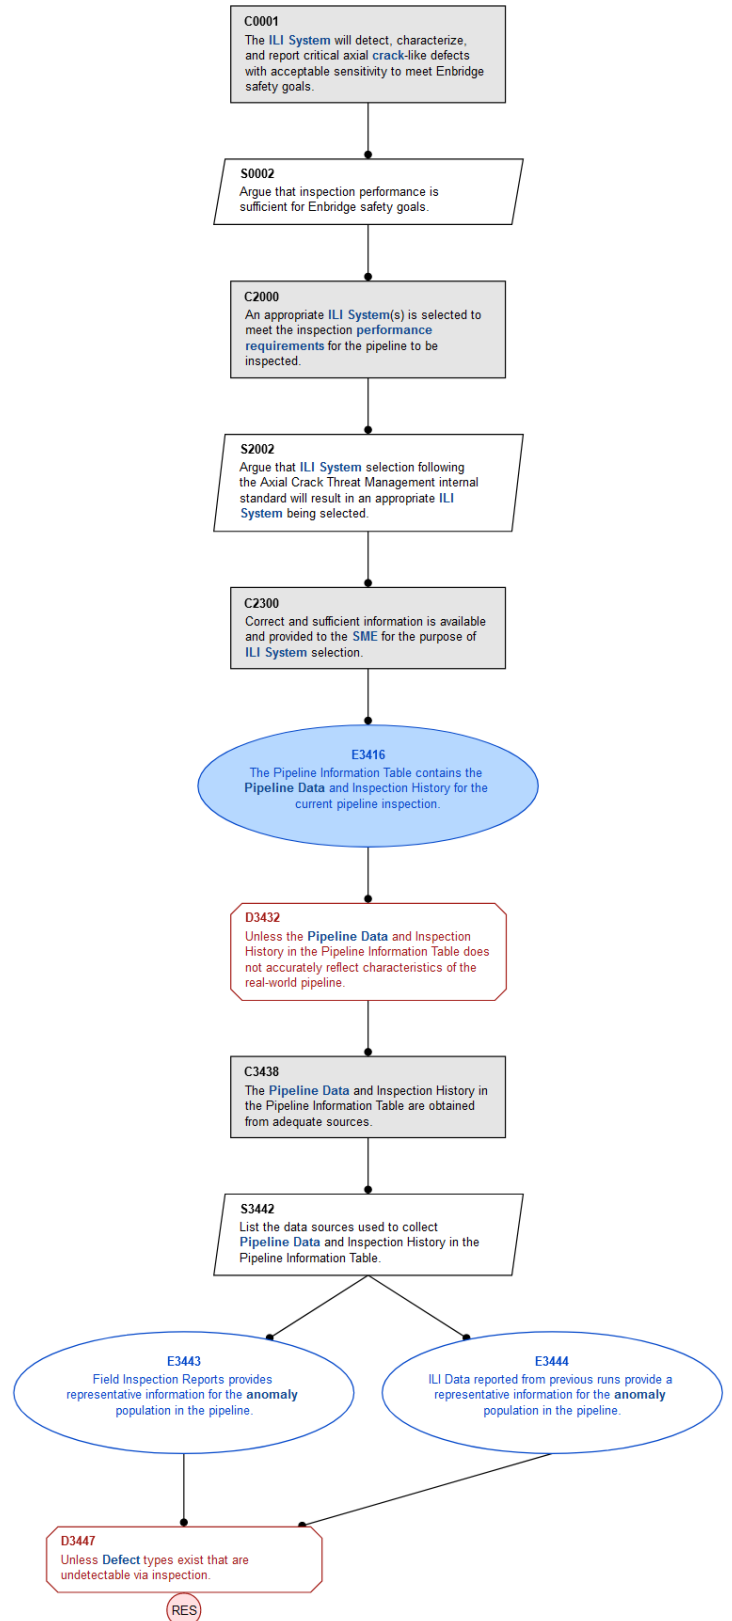 C0001
The ILI System will detect, characterize,
and report critical axial crack-like defects
with acceptable sensitivity to meet Enbridge
safety goals.
S0002
Argue that inspection performance is
sufficient for Enbridge safety goals.
C2000
An appropriate ILI System(s) is selected to
meet the inspection performance
requirements for the pipeline to be
inspected.
S2002
Argue that ILI System selection following
the Axial Crack Threat Management internal
standard will result in an appropriate ILI
System being selected.
C2300
Correct and sufficient information is available
and provided to the SME for the purpose of
ILI System selection.
E3416
The Pipeline Information Table contains the
Pipeline Data and Inspection History for the
current pipeline inspection.
D3432
Unless the Pipeline Data and Inspection
History in the Pipeline Information Table does
not accurately reflect characteristics of the
real-world pipeline.
C3438
The Pipeline Data and Inspection History in
the Pipeline Information Table are obtained
from adequate sources.
S3442
List the data sources used to collect
Pipeline Data and Inspection History in the
Pipeline Information Table.
E3443
Field Inspection Reports provides
representative information for the anomaly
population in the pipeline.
E3444
ILI Data reported from previous runs provide a
representative information for the anomaly
population in the pipeline.
D3447
Unless Defect types exist that are
undetectable via inspection.
RES